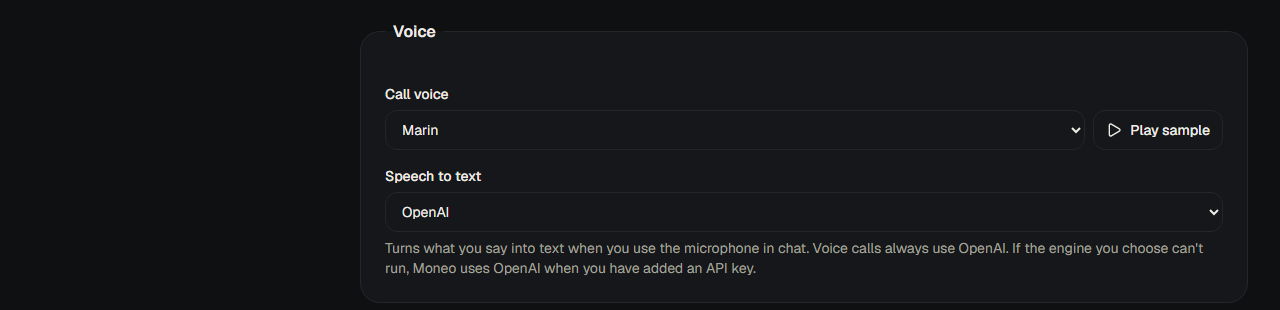 Voice
Call voice
Marin
Play sample
Speech to text
OpenAI
Turns what you say into text when you use the microphone in chat. Voice calls always use OpenAI. If the engine you choose can't
run, Moneo uses OpenAI when you have added an API key.